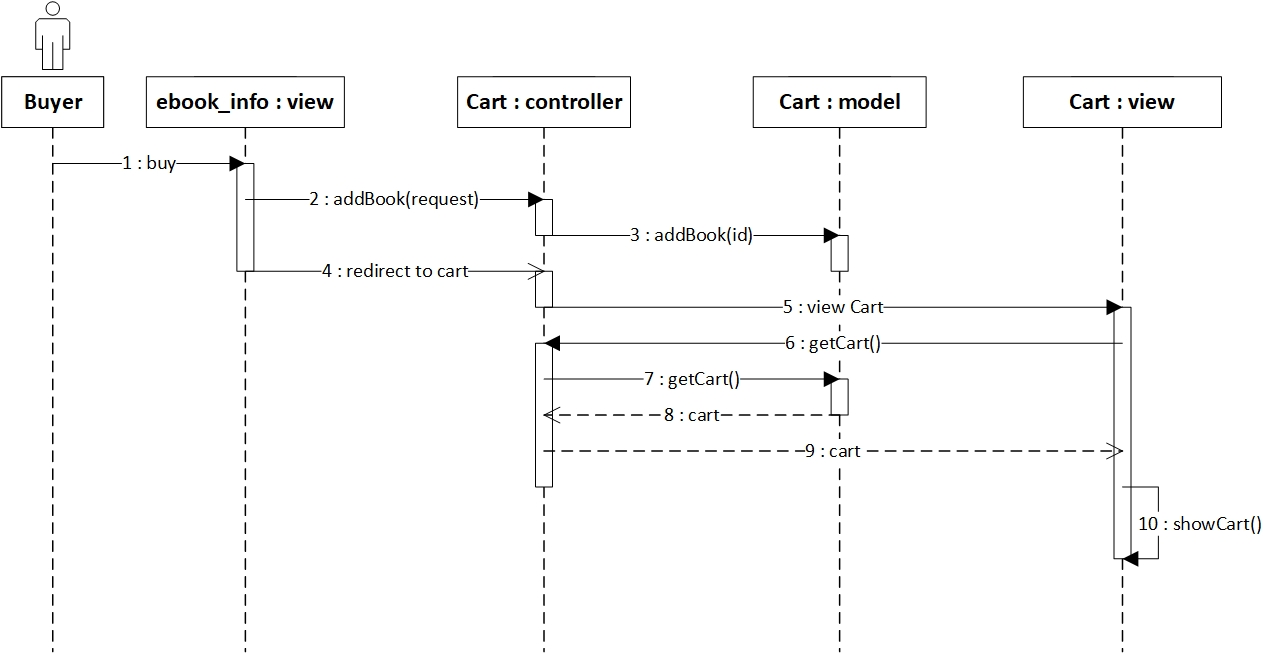 Buyer
ebook_info : view
Cart : controller
Cart : model
Cart : view
1 : buy
2 : addBook(request)
3 : addBook(id)
4 : redirect to cart
5 : view Cart
6 : getCart()
7 : getCart()
8 : cart
9 : cart
10 : showCart()